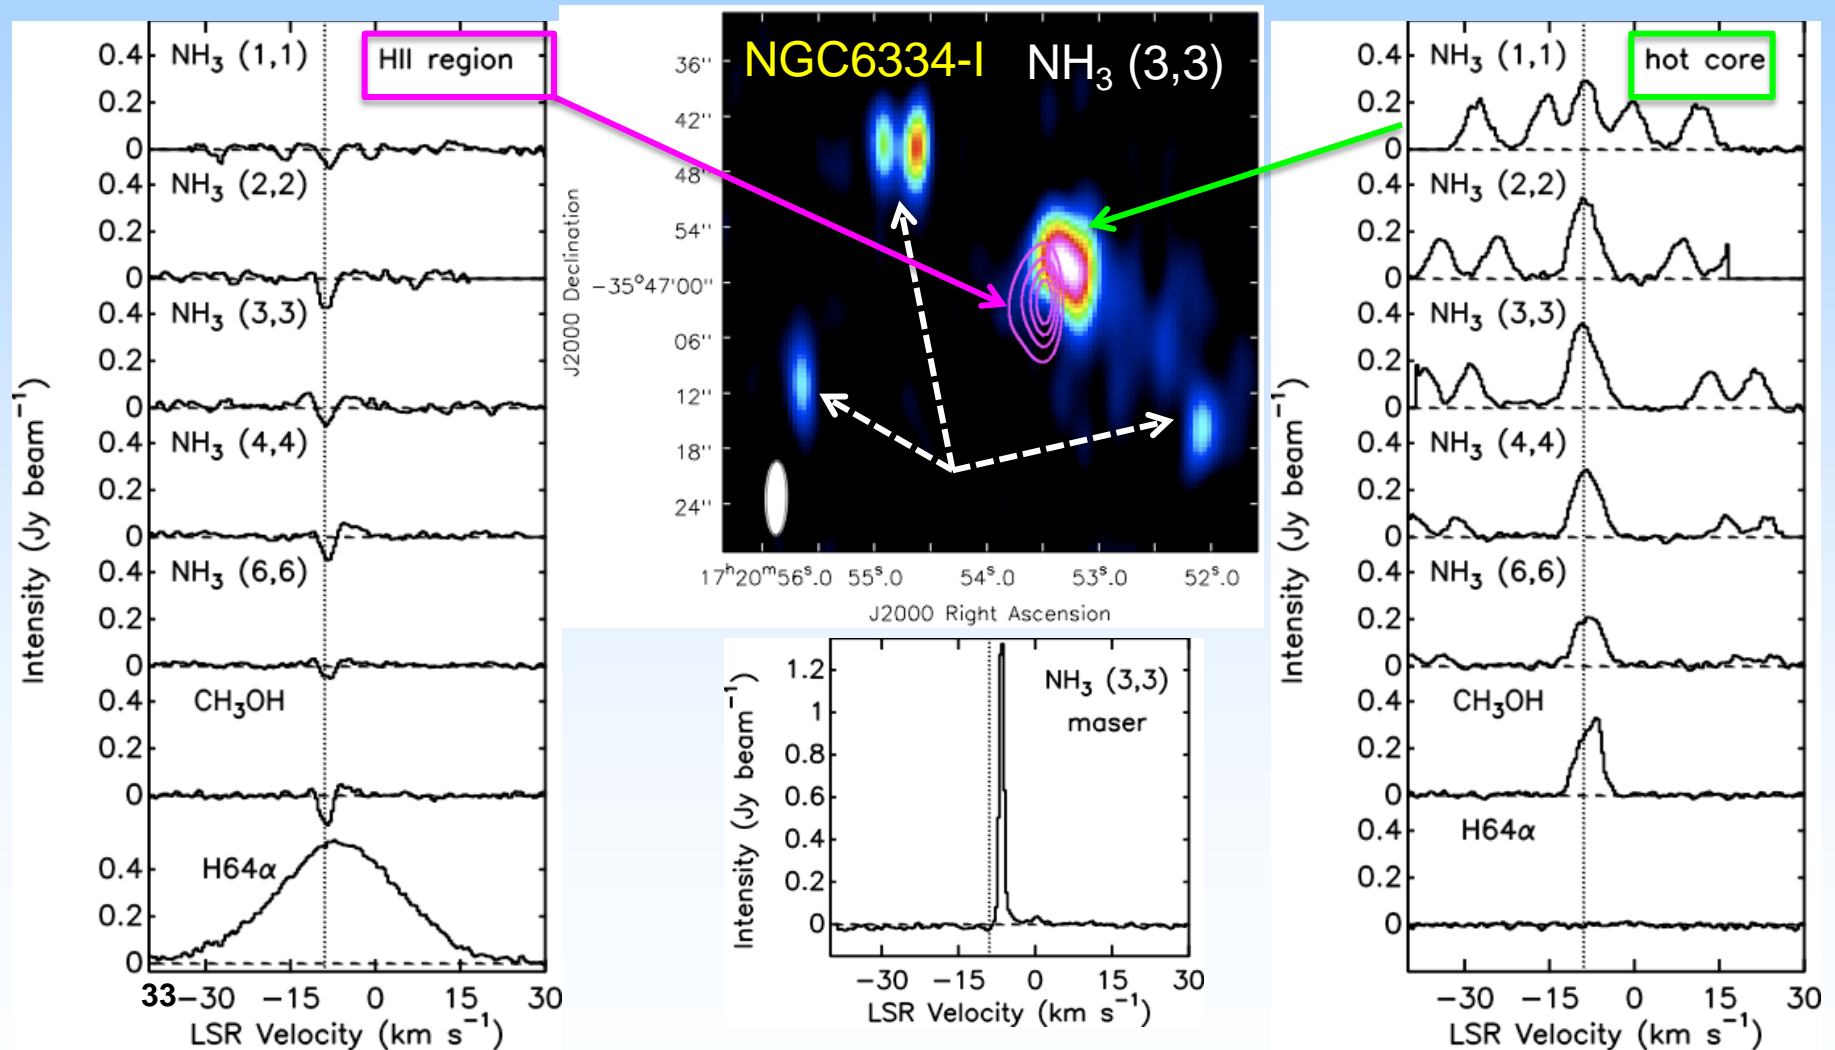 HII region
NH₃ (1,1)
0.4
0.2
0
NH₃ (2,2)
0.4
0.2
0
NH₃ (3,3)
0.4
0.2
0
NH₃ (4,4)
0.4
0.2
0
NH₃ (6,6)
0.4
0.2
0
CH₃OH
0.4
0.2
0
H64α
0.4
0.2
0
Intensity (Jy beam⁻¹)
33
−30 −15 0 15 30
LSR Velocity (km s⁻¹)
NGC6334-I NH₃ (3,3)
36''
42''
48''
54''
−35°47'00''
06''
12''
18''
24''
J2000 Declination
17ʰ20ᵐ56ˢ.0 55ˢ.0 54ˢ.0 53ˢ.0 52ˢ.0
J2000 Right Ascension
NH₃ (3,3)
maser
1.2
1
0.8
0.6
0.4
0.2
0
Intensity (Jy beam⁻¹)
−30 −15 0 15 30
LSR Velocity (km s⁻¹)
hot core
NH₃ (1,1)
0.4
0.2
0
NH₃ (2,2)
0.4
0.2
0
NH₃ (3,3)
0.4
0.2
0
NH₃ (4,4)
0.4
0.2
0
NH₃ (6,6)
0.4
0.2
0
CH₃OH
0.4
0.2
0
H64α
0.4
0.2
0
Intensity (Jy beam⁻¹)
−30 −15 0 15 30
LSR Velocity (km s⁻¹)